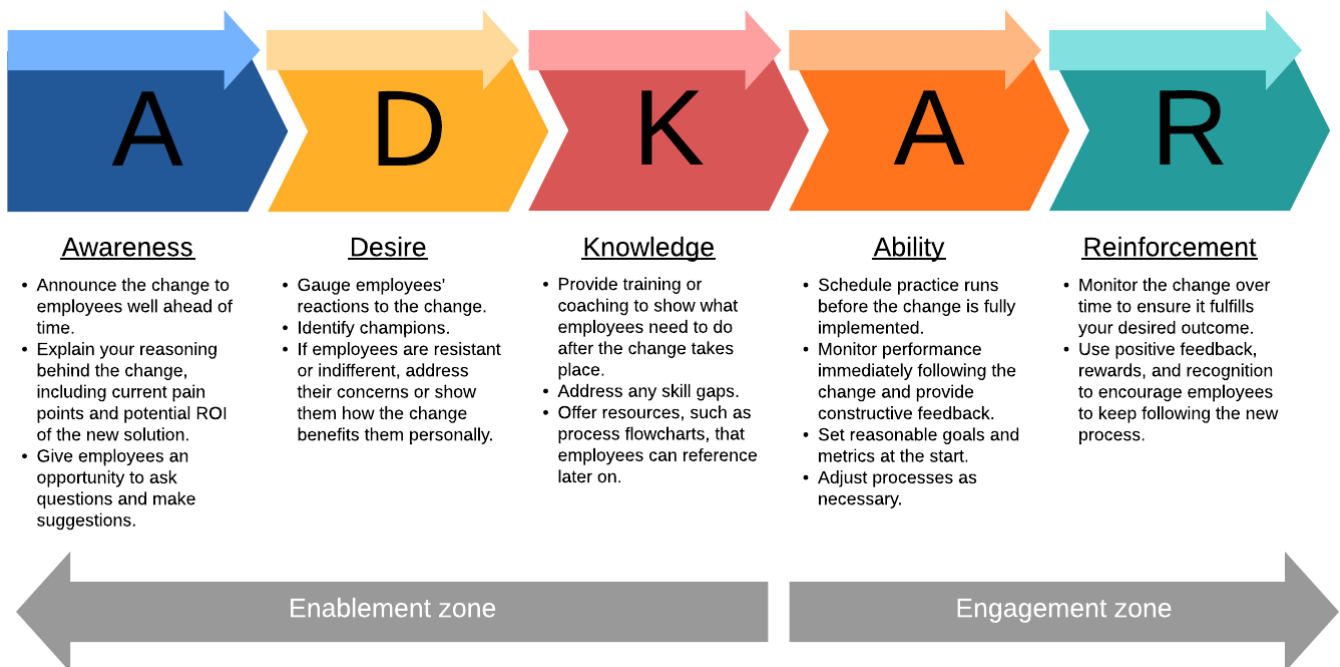 A
D
K
A
R
Awareness
• Announce the change to
employees well ahead of
time.
• Explain your reasoning
behind the change,
including current pain
points and potential ROI
of the new solution.
• Give employees an
opportunity to ask
questions and make
suggestions.
Desire
• Gauge employees'
reactions to the change.
• Identify champions.
• If employees are resistant
or indifferent, address
their concerns or show
them how the change
benefits them personally.
Knowledge
• Provide training or
coaching to show what
employees need to do
after the change takes
place.
• Address any skill gaps.
• Offer resources, such as
process flowcharts, that
employees can reference
later on.
Ability
• Schedule practice runs
before the change is fully
implemented.
• Monitor performance
immediately following the
change and provide
constructive feedback.
• Set reasonable goals and
metrics at the start.
• Adjust processes as
necessary.
Reinforcement
• Monitor the change over
time to ensure it fulfills
your desired outcome.
• Use positive feedback,
rewards, and recognition
to encourage employees
to keep following the new
process.
Enablement zone
Engagement zone